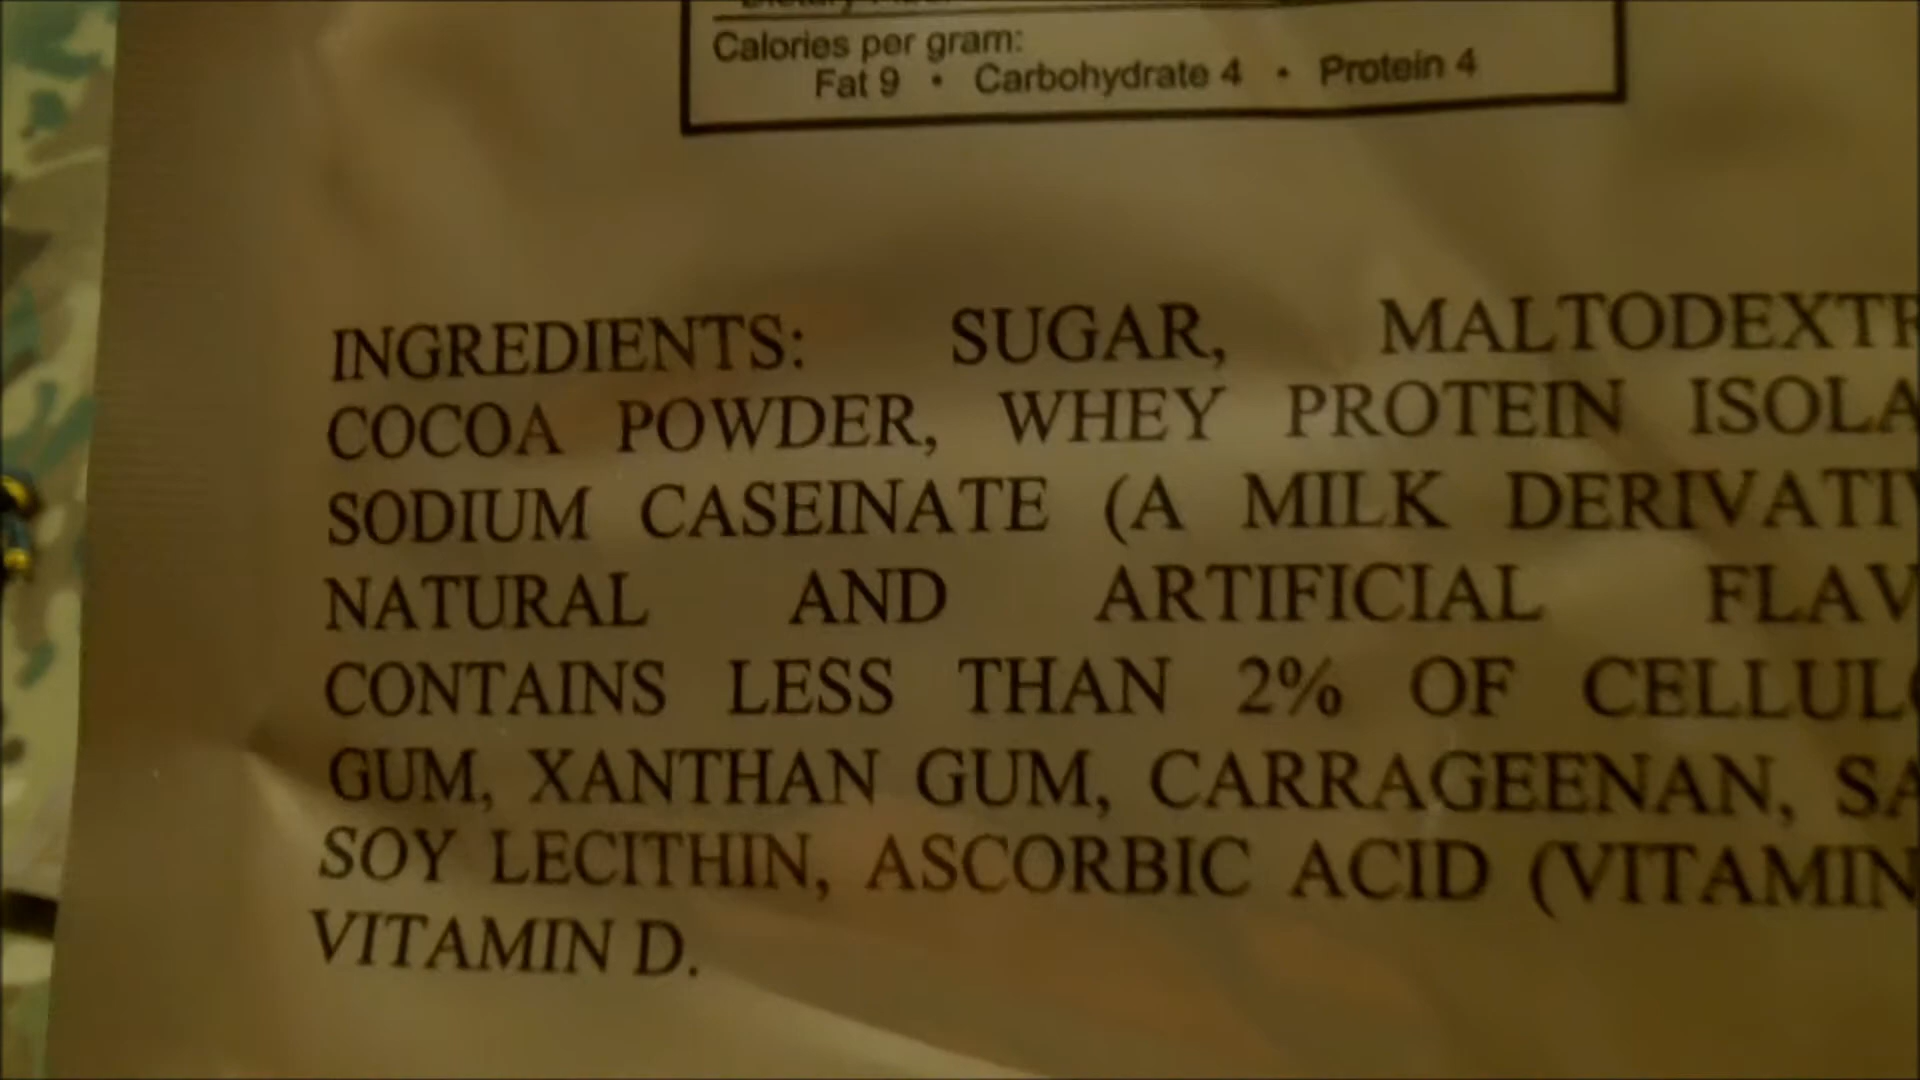 Calories per gram:
Fat 9 • Carbohydrate 4 • Protein 4
INGREDIENTS: SUGAR, MALTODEXTR
COCOA POWDER, WHEY PROTEIN ISOLA
SODIUM CASEINATE (A MILK DERIVATIV
NATURAL AND ARTIFICIAL FLAV
CONTAINS LESS THAN 2% OF CELLULO
GUM, XANTHAN GUM, CARRAGEENAN, SA
SOY LECITHIN, ASCORBIC ACID (VITAMIN
VITAMIN D.